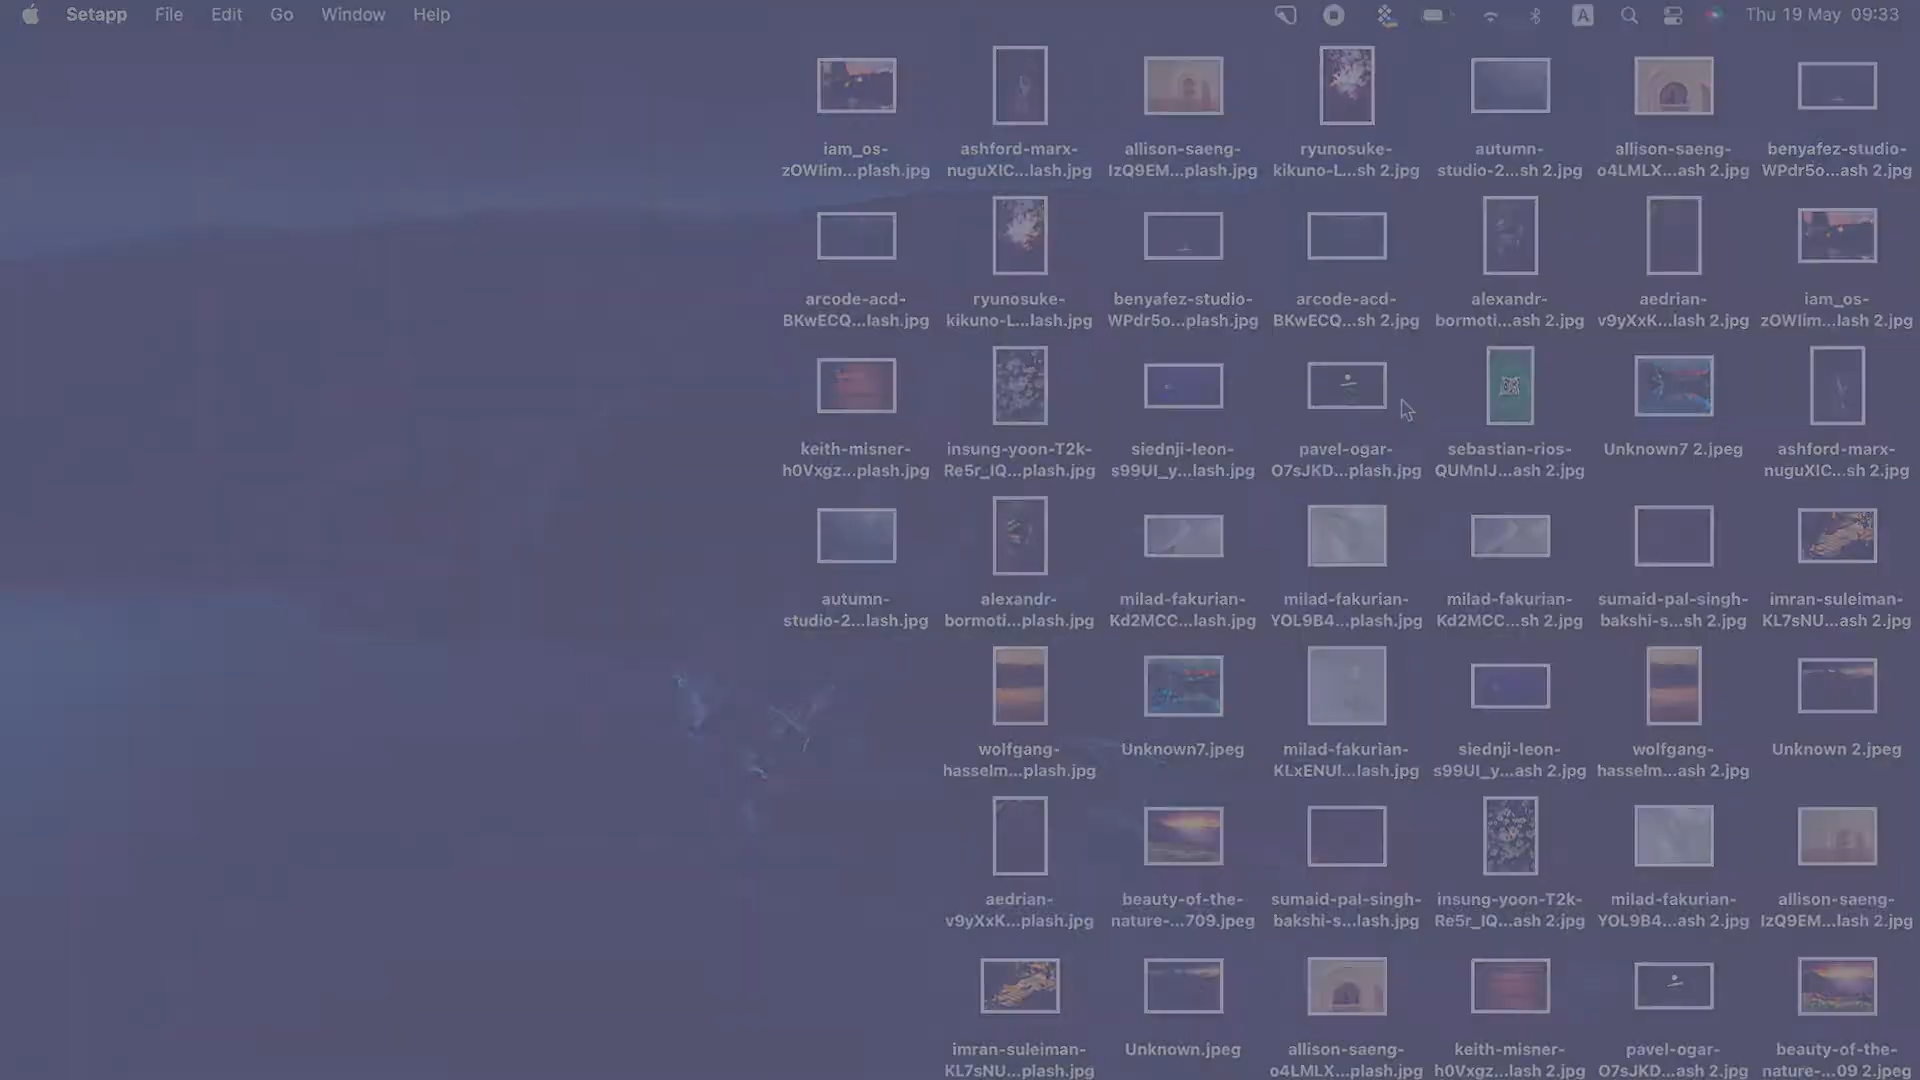 Setapp File Edit Go Window Help A Thu 19 May 09:33
iam_os- ashford-marx- allison-saeng- ryunosuke- autumn- allison-saeng- benyafez-studio-
zOWlim...plash.jpg nuguXIC...lash.jpg IzQ9EM...plash.jpg kikuno-L...sh 2.jpg studio-2...sh 2.jpg o4LMLX...ash 2.jpg WPdr5o...ash 2.jpg
arcode-acd- ryunosuke- benyafez-studio- arcode-acd- alexandr- aedrian- iam_os-
BKwECQ...lash.jpg kikuno-L...lash.jpg WPdr5o...plash.jpg BKwECQ...sh 2.jpg bormoti...ash 2.jpg v9yXxK...lash 2.jpg zOWlim...lash 2.jpg
keith-misner- insung-yoon-T2k- siednji-leon- pavel-ogar- sebastian-rios- Unknown7 2.jpeg ashford-marx-
h0Vxgz...plash.jpg Re5r_IQ...plash.jpg s99UI_y...lash.jpg O7sJKD...plash.jpg QUMnIJ...ash 2.jpg nuguXIC...sh 2.jpg
autumn- alexandr- milad-fakurian- milad-fakurian- milad-fakurian- sumaid-pal-singh- imran-suleiman-
studio-2...lash.jpg bormoti...plash.jpg Kd2MCC...lash.jpg YOL9B4...plash.jpg Kd2MCC...sh 2.jpg bakshi-s...sh 2.jpg KL7sNU...ash 2.jpg
wolfgang- Unknown7.jpeg milad-fakurian- siednji-leon- wolfgang- Unknown 2.jpeg
hasselm...plash.jpg KLxENUI...lash.jpg s99UI_y...ash 2.jpg hasselm...ash 2.jpg
aedrian- beauty-of-the- sumaid-pal-singh- insung-yoon-T2k- milad-fakurian- allison-saeng-
v9yXxK...plash.jpg nature-...709.jpeg bakshi-s...lash.jpg Re5r_IQ...ash 2.jpg YOL9B4...ash 2.jpg IzQ9EM...lash 2.jpg
imran-suleiman- Unknown.jpeg allison-saeng- keith-misner- pavel-ogar- beauty-of-the-
KL7sNU...plash.jpg o4LMLX...plash.jpg h0Vxgz...lash 2.jpg O7sJKD...ash 2.jpg nature-...09 2.jpeg